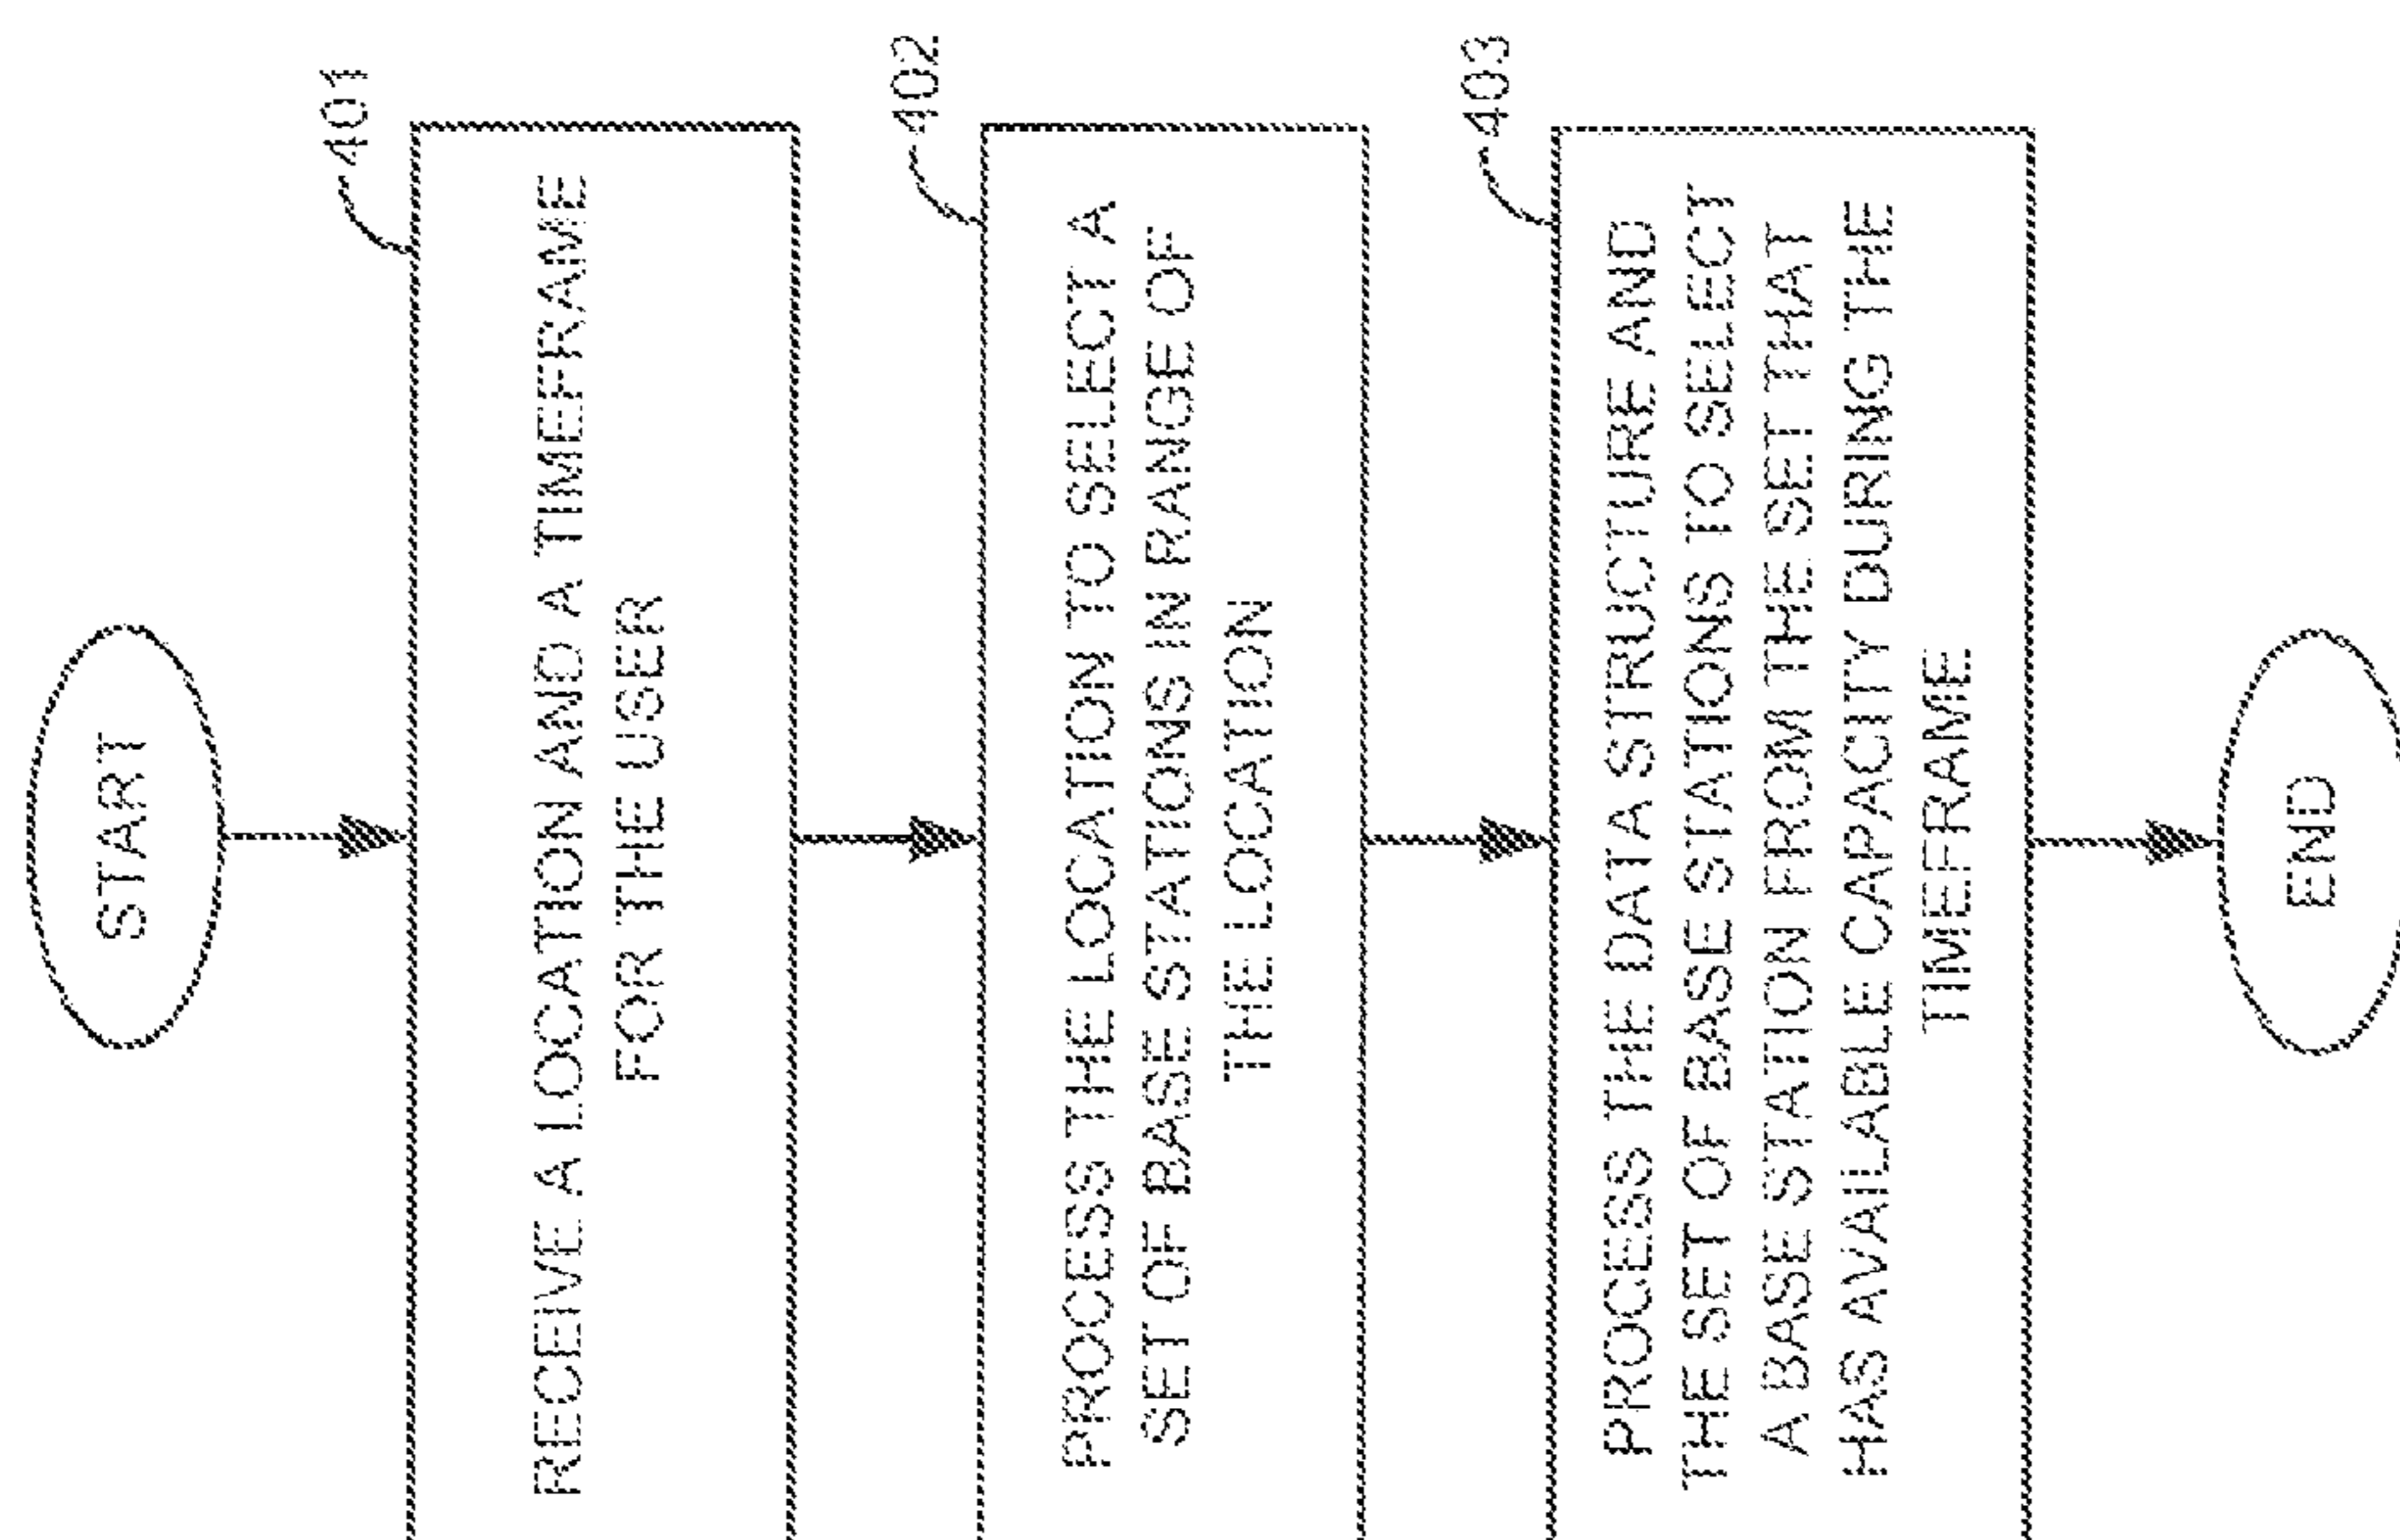 START
401
RECEIVE A LOCATION AND A TIMEFRAME
FOR THE USER
402
PROCESS THE LOCATION TO SELECT A
SET OF BASE STATIONS IN RANGE OF
THE LOCATION
403
PROCESS THE DATA STRUCTURE AND
THE SET OF BASE STATIONS TO SELECT
A BASE STATION FROM THE SET THAT
HAS AVAILABLE CAPACITY DURING THE
TIMEFRAME
END